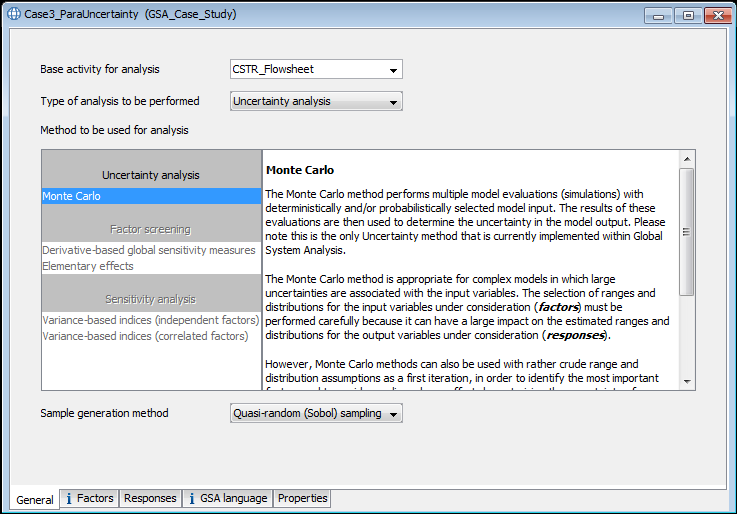 Case3_ParaUncertainty (GSA_Case_Study)
Base activity for analysis
CSTR_Flowsheet
Type of analysis to be performed
Uncertainty analysis
Method to be used for analysis
Uncertainty analysis
Monte Carlo
Factor screening
Derivative-based global sensitivity measures
Elementary effects
Sensitivity analysis
Variance-based indices (independent factors)
Variance-based indices (correlated factors)
Monte Carlo
The Monte Carlo method performs multiple model evaluations (simulations) with
deterministically and/or probabilistically selected model input. The results of these
evaluations are then used to determine the uncertainty in the model output. Please
note this is the only Uncertainty method that is currently implemented within Global
System Analysis.
The Monte Carlo method is appropriate for complex models in which large
uncertainties are associated with the input variables. The selection of ranges and
distributions for the input variables under consideration (factors) must be
performed carefully because it can have a large impact on the estimated ranges and
distributions for the output variables under consideration (responses).
However, Monte Carlo methods can also be used with rather crude range and
distribution assumptions as a first iteration, in order to identify the most important
Sample generation method
Quasi-random (Sobol) sampling
General
i Factors
Responses
i GSA language
Properties